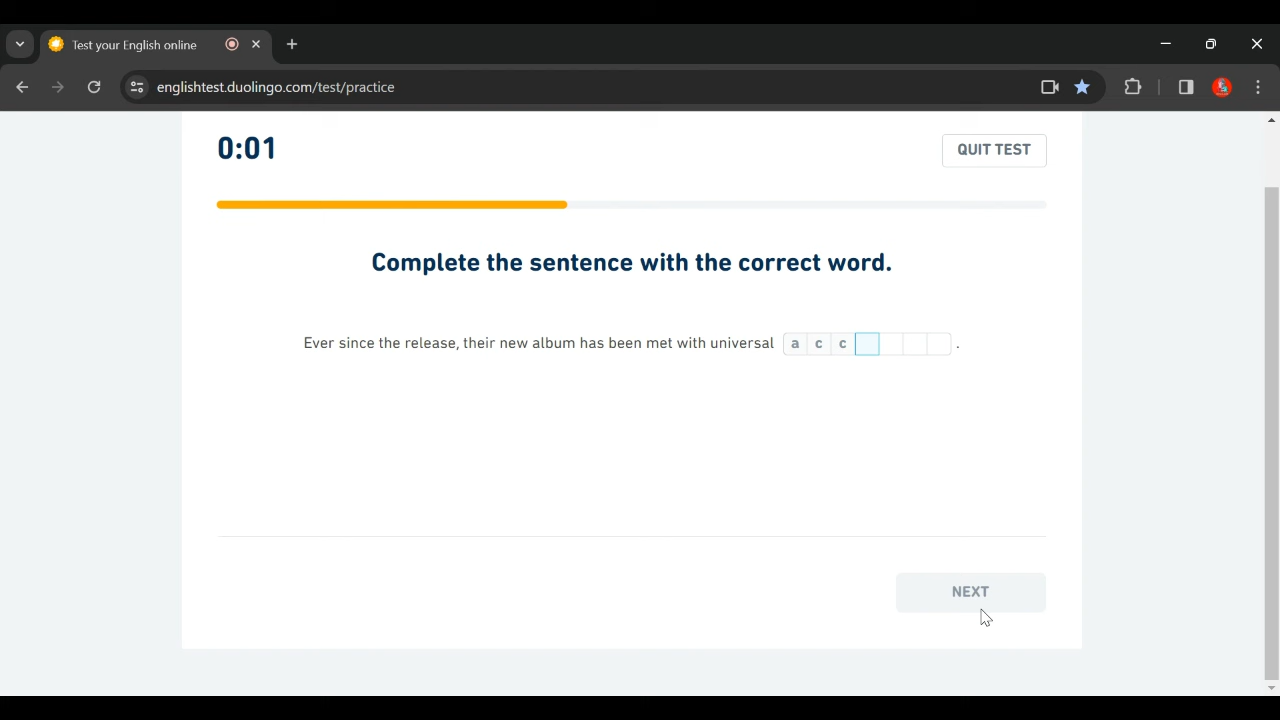 Test your English online
englishtest.duolingo.com/test/practice
0:01
QUIT TEST
Complete the sentence with the correct word.
Ever since the release, their new album has been met with universal a c c .
NEXT